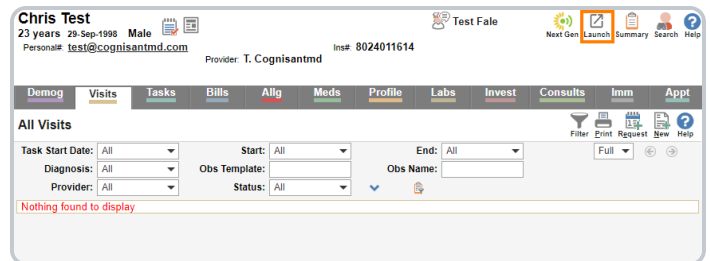 Chris Test
23 years 29-Sep-1998 Male
Test Fale
Next Gen Launch Summary Search Help
Personal#: test@cognisantmd.com
Provider: T. Cognisantmd
Ins#: 8024011614
Demog Visits Tasks Bills Allg Meds Profile Labs Invest Consults Imm Appt
All Visits
Filter Print Request New Help
Task Start Date: All Start: All End: All Full
Diagnosis: All Obs Template: Obs Name:
Provider: All Status: All
Nothing found to display